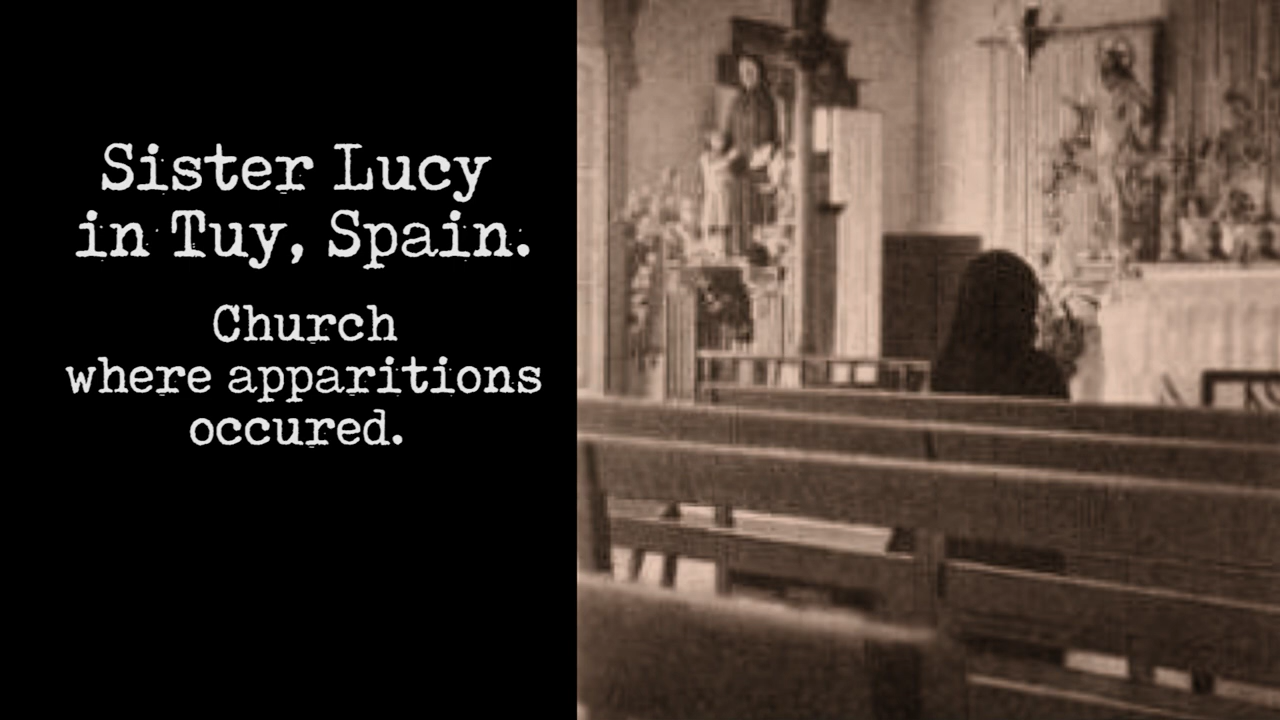 Sister Lucy
in Tuy, Spain.
Church
where apparitions
occured.